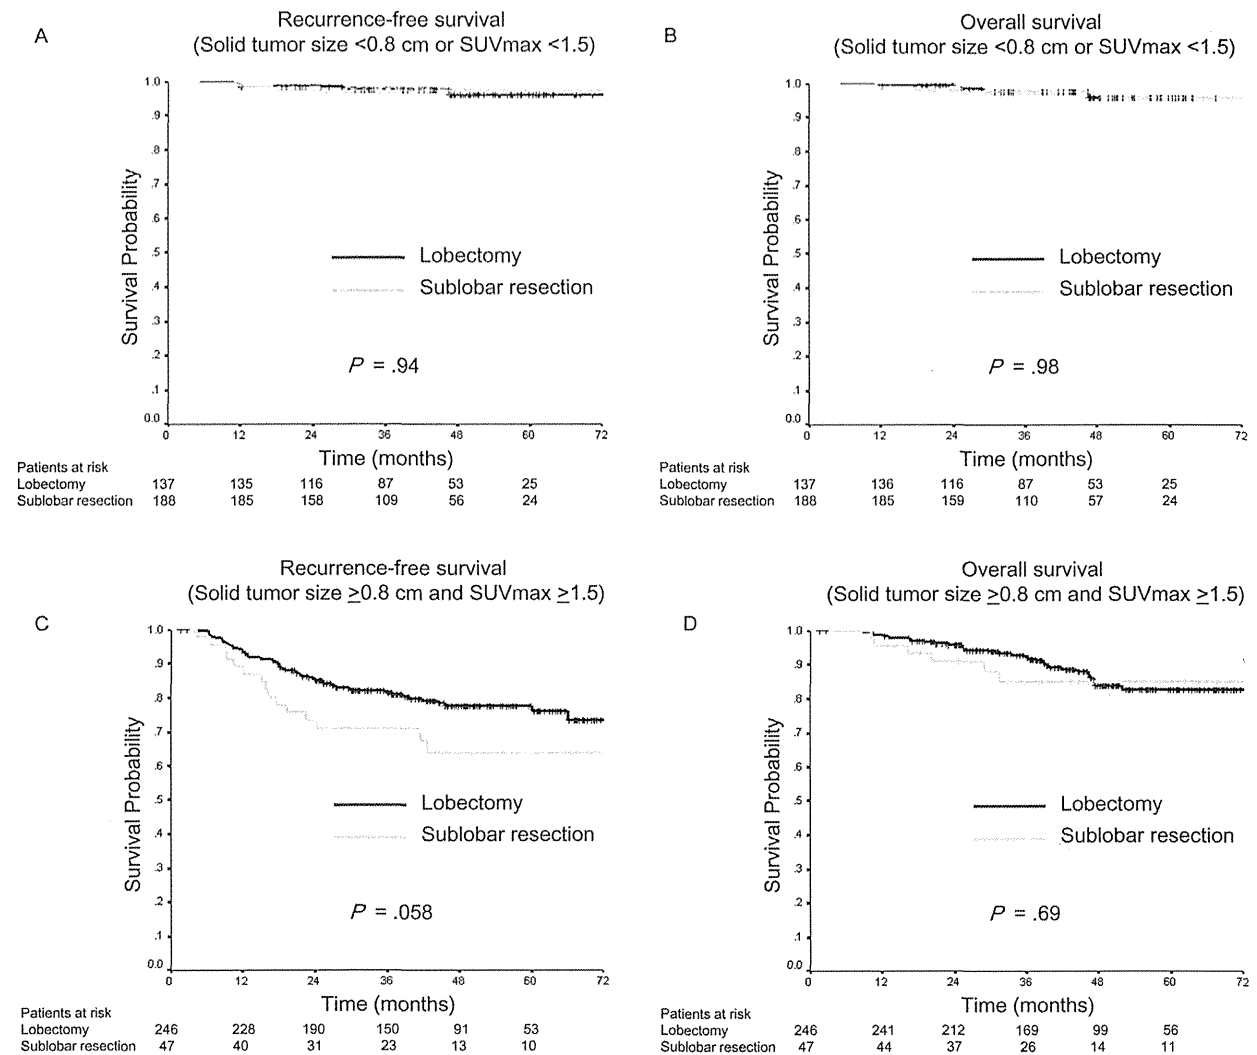 A
Recurrence-free survival
(Solid tumor size <0.8 cm or SUVmax <1.5)
Survival Probability
1.0
.9
.8
.7
.6
.5
.4
.3
.2
.1
0.0
Lobectomy
Sublobar resection
P = .94
0 12 24 36 48 60 72
Time (months)
Patients at risk
Lobectomy 137 135 116 87 53 25
Sublobar resection 188 185 158 109 56 24
B
Overall survival
(Solid tumor size <0.8 cm or SUVmax <1.5)
Survival Probability
1.0
.9
.8
.7
.6
.5
.4
.3
.2
.1
0.0
Lobectomy
Sublobar resection
P = .98
0 12 24 36 48 60 72
Time (months)
Patients at risk
Lobectomy 137 136 116 87 53 25
Sublobar resection 188 185 159 110 57 24
C
Recurrence-free survival
(Solid tumor size ≥0.8 cm and SUVmax ≥1.5)
Survival Probability
1.0
.9
.8
.7
.6
.5
.4
.3
.2
.1
0.0
Lobectomy
Sublobar resection
P = .058
0 12 24 36 48 60 72
Time (months)
Patients at risk
Lobectomy 246 228 190 150 91 53
Sublobar resection 47 40 31 23 13 10
D
Overall survival
(Solid tumor size ≥0.8 cm and SUVmax ≥1.5)
Survival Probability
1.0
.9
.8
.7
.6
.5
.4
.3
.2
.1
0.0
Lobectomy
Sublobar resection
P = .69
0 12 24 36 48 60 72
Time (months)
Patients at risk
Lobectomy 246 241 212 169 99 56
Sublobar resection 47 44 37 26 14 11